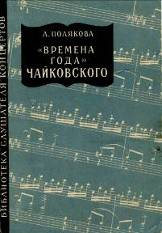 Л. ПОЛЯКОВА
«ВРЕМЕНА
ГОДА»
ЧАЙКОВСКОГО
БИБЛИОТЕКА СЛУШАТЕЛЯ КОНЦЕРТОВ